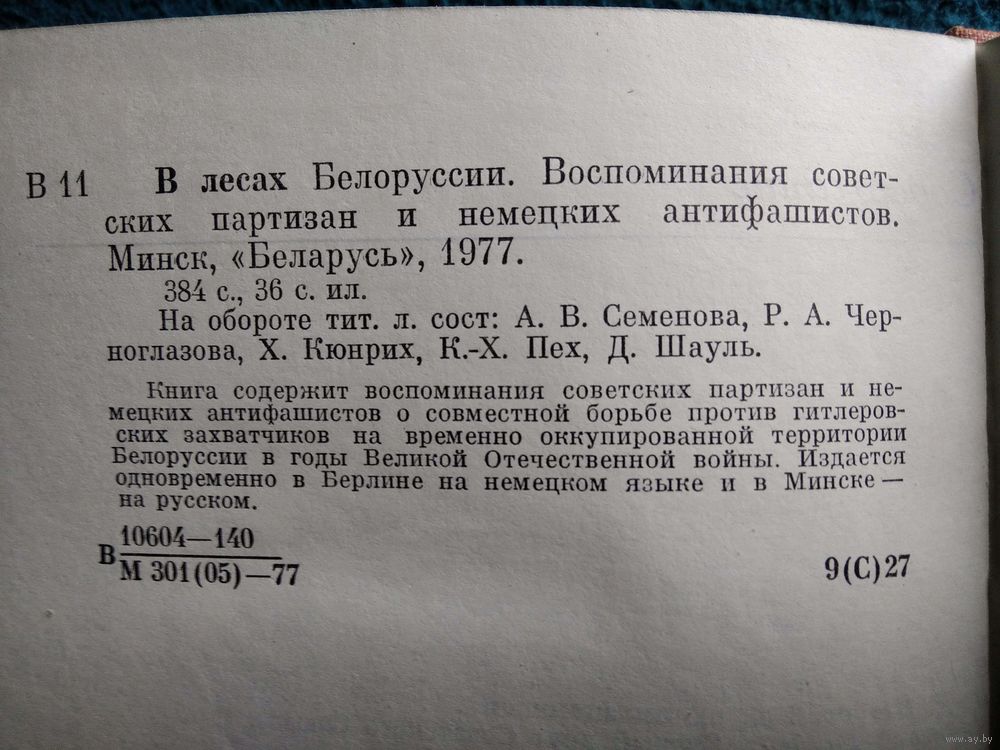 В 11 В лесах Белоруссии. Воспоминания совет-
ских партизан и немецких антифашистов.
Минск, «Беларусь», 1977.
384 с., 36 с. ил.
На обороте тит. л. сост: А. В. Семенова, Р. А. Чер-
ноглазова, Х. Кюнрих, К.-Х. Пех, Д. Шауль.
Книга содержит воспоминания советских партизан и не-
мецких антифашистов о совместной борьбе против гитлеров-
ских захватчиков на временно оккупированной территории
Белоруссии в годы Великой Отечественной войны. Издается
одновременно в Берлине на немецком языке и в Минске —
на русском.
10604—140
В
М 301(05)—77
9(С)27
www.ay.by